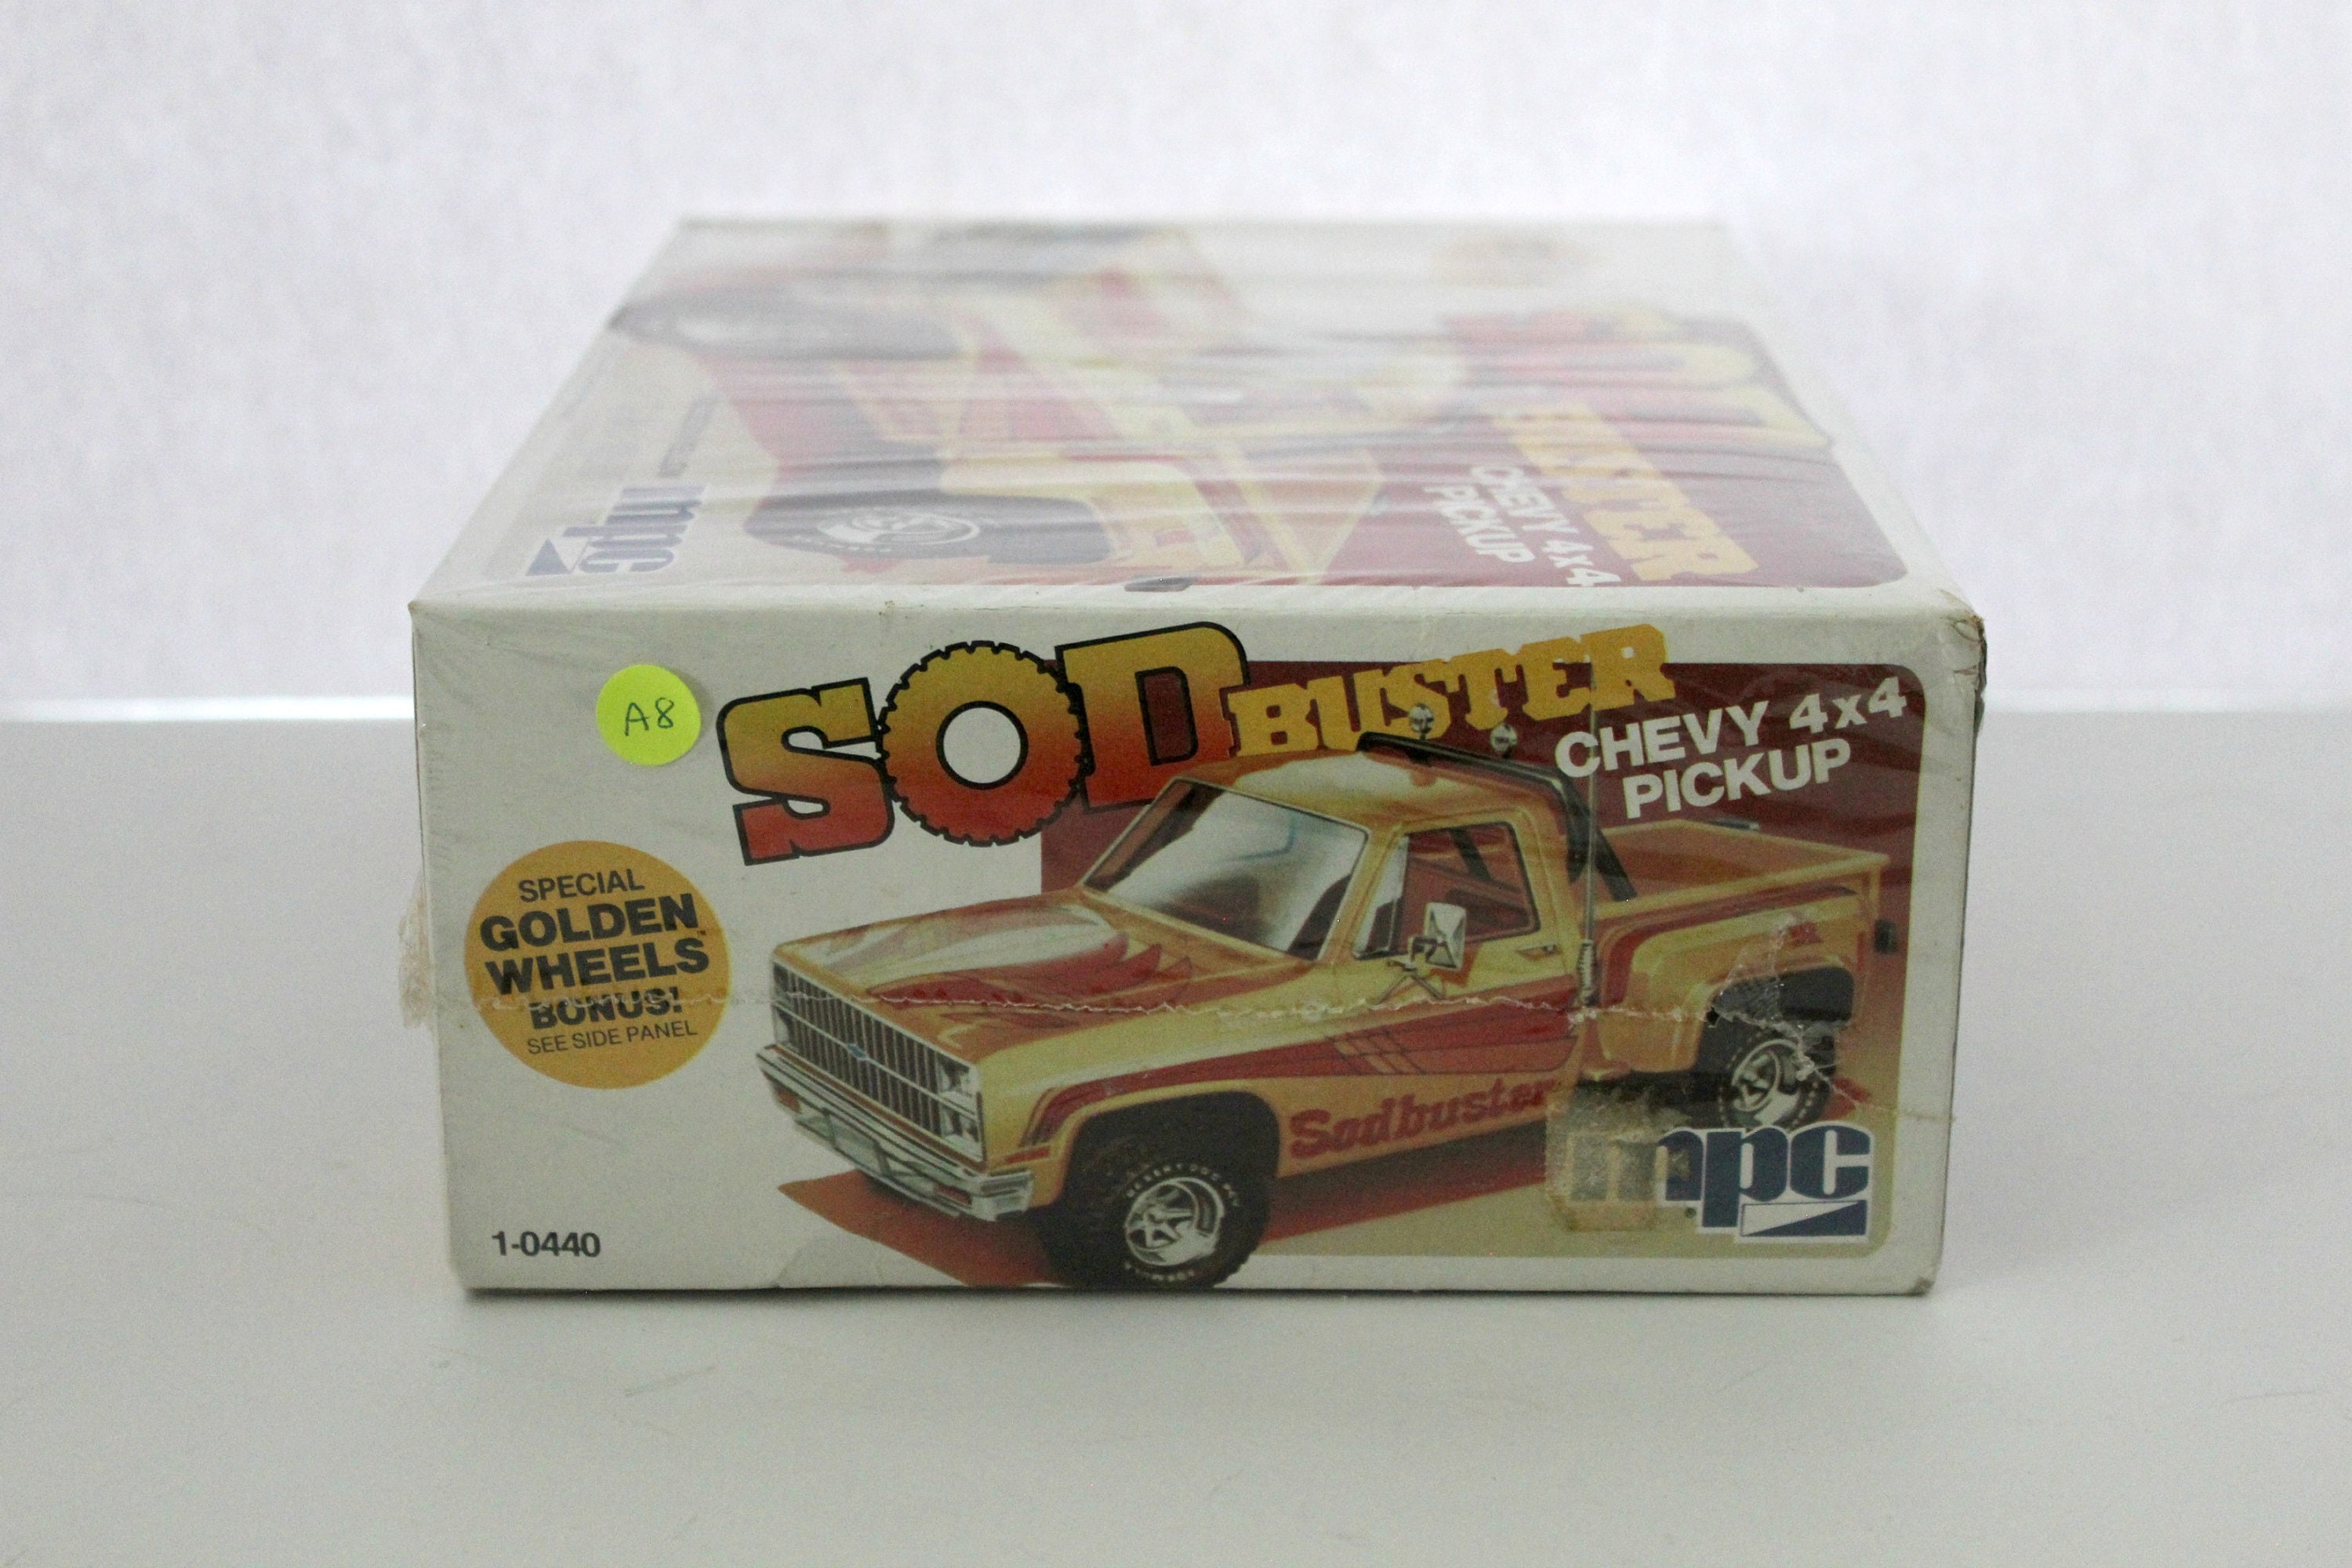 mpc
BUSTER
CHEVY 4x4
PICKUP
A8
SOD BUSTER
CHEVY 4x4
PICKUP
SPECIAL
GOLDEN
WHEELS™
BONUS!
SEE SIDE PANEL
Sodbuster
mpc
1-0440